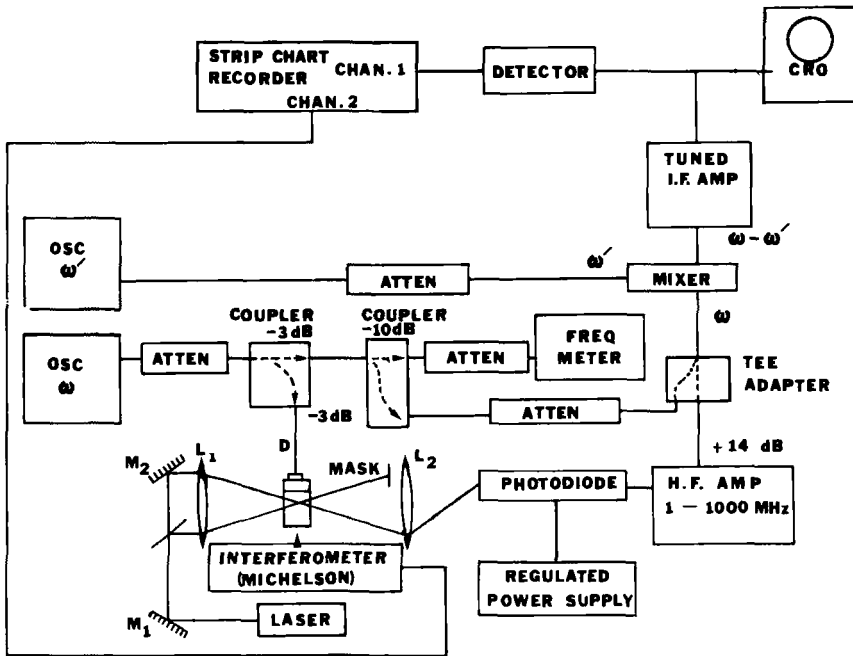 STRIP CHART
RECORDER
CHAN. 1
CHAN. 2
DETECTOR
CRO
TUNED
I.F. AMP
ω-ω'
OSC
ω'
ATTEN
ω'
MIXER
ω
COUPLER
-3dB
COUPLER
-10dB
OSC
ω
ATTEN
ATTEN
FREQ
METER
TEE
ADAPTER
-3dB
ATTEN
D
+14 dB
M2
L1
MASK
L2
PHOTODIODE
H.F. AMP
1 - 1000 MHz
INTERFEROMETER
(MICHELSON)
REGULATED
POWER SUPPLY
M1
LASER